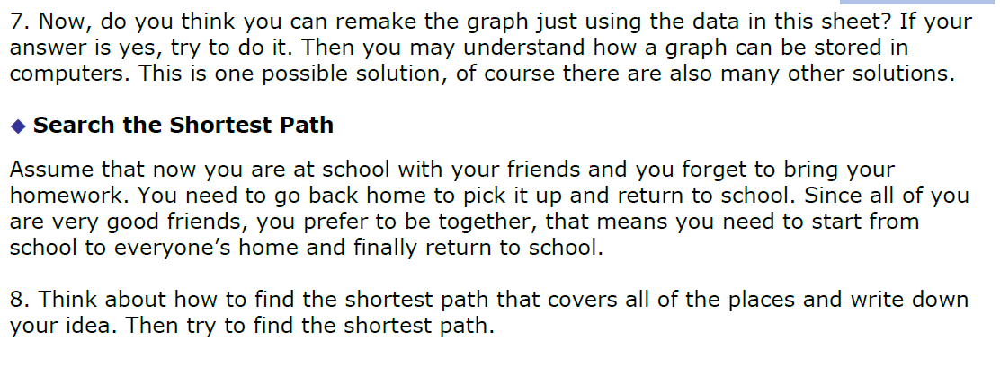 7. Now, do you think you can remake the graph just using the data in this sheet? If your
answer is yes, try to do it. Then you may understand how a graph can be stored in
computers. This is one possible solution, of course there are also many other solutions.
◆ Search the Shortest Path
Assume that now you are at school with your friends and you forget to bring your
homework. You need to go back home to pick it up and return to school. Since all of you
are very good friends, you prefer to be together, that means you need to start from
school to everyone's home and finally return to school.
8. Think about how to find the shortest path that covers all of the places and write down
your idea. Then try to find the shortest path.